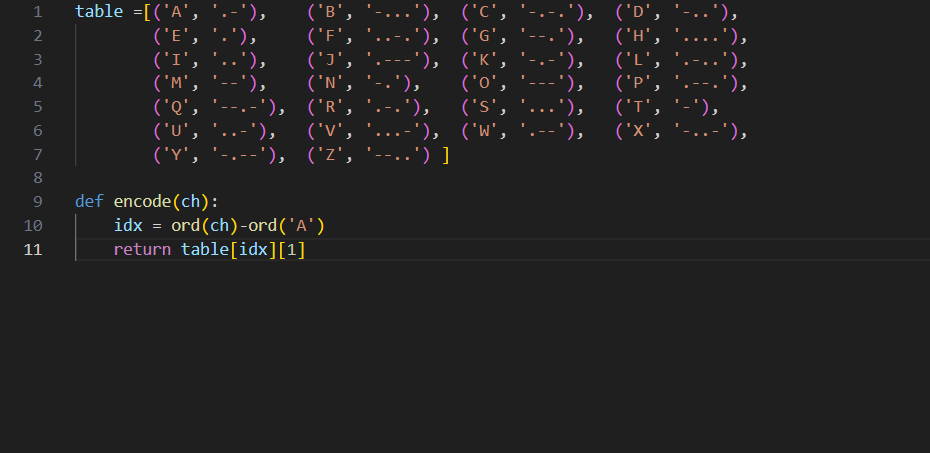 1 table =[('A', '.-'), ('B', '-...'), ('C', '-.-.'), ('D', '-..'),
2 ('E', '.'), ('F', '..-.'), ('G', '--.'), ('H', '....'),
3 ('I', '..'), ('J', '.---'), ('K', '-.-'), ('L', '.-..'),
4 ('M', '--'), ('N', '-.'), ('O', '---'), ('P', '.--.'),
5 ('Q', '--.-'), ('R', '.-.'), ('S', '...'), ('T', '-'),
6 ('U', '..-'), ('V', '...-'), ('W', '.--'), ('X', '-..-'),
7 ('Y', '-.--'), ('Z', '--..') ]
8
9 def encode(ch):
10 idx = ord(ch)-ord('A')
11 return table[idx][1]